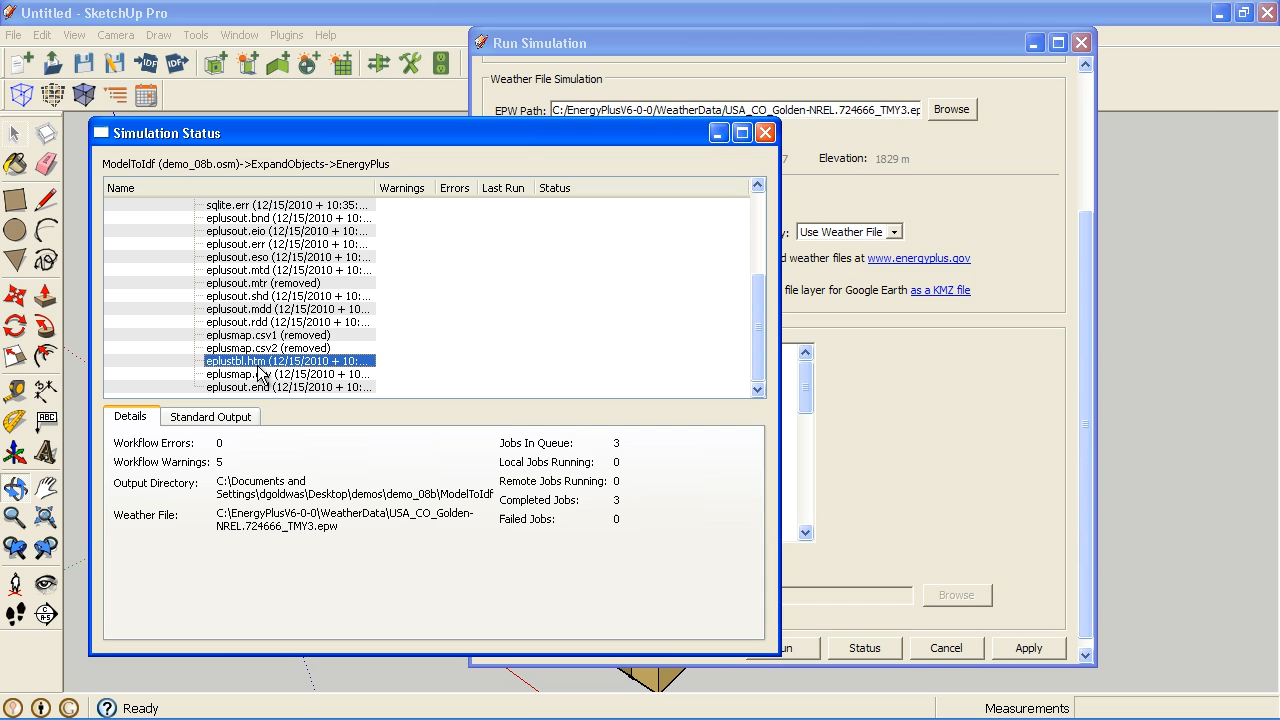 Untitled - SketchUp Pro
File Edit View Camera Draw Tools Window Plugins Help
Run Simulation
Weather File Simulation
EPW Path: C:/EnergyPlusV6-0-0/WeatherData/USA_CO_Golden-NREL.724666_TMY3.ep Browse
Simulation Status
ModelToIdf (demo_08b.osm)->ExpandObjects->EnergyPlus
7 Elevation: 1829 m
Name Warnings Errors Last Run Status
sqlite.err (12/15/2010 + 10:35:...
eplusout.bnd (12/15/2010 + 10:...
eplusout.eio (12/15/2010 + 10:...
y: Use Weather File
eplusout.err (12/15/2010 + 10:...
eplusout.eso (12/15/2010 + 10:...
d weather files at www.energyplus.gov
eplusout.mtd (12/15/2010 + 10:...
eplusout.mtr (removed)
file layer for Google Earth as a KMZ file
eplusout.shd (12/15/2010 + 10:...
eplusout.mdd (12/15/2010 + 10:...
eplusout.rdd (12/15/2010 + 10:...
eplusmap.csv1 (removed)
eplusmap.csv2 (removed)
eplustbl.htm (12/15/2010 + 10:...
eplusmap. (12/15/2010 + 10:...
eplusout.end (12/15/2010 + 10:...
Details Standard Output
Workflow Errors: 0
Workflow Warnings: 5
Output Directory: C:\Documents and
Settings\dgoldwas\Desktop\demos\demo_08b\ModelToIdf
Weather File: C:\EnergyPlusV6-0-0\WeatherData\USA_CO_Golden-
NREL.724666_TMY3.epw
Jobs In Queue: 3
Local Jobs Running: 0
Remote Jobs Running: 0
Completed Jobs: 3
Failed Jobs: 0
Browse
un Status Cancel Apply
Ready Measurements